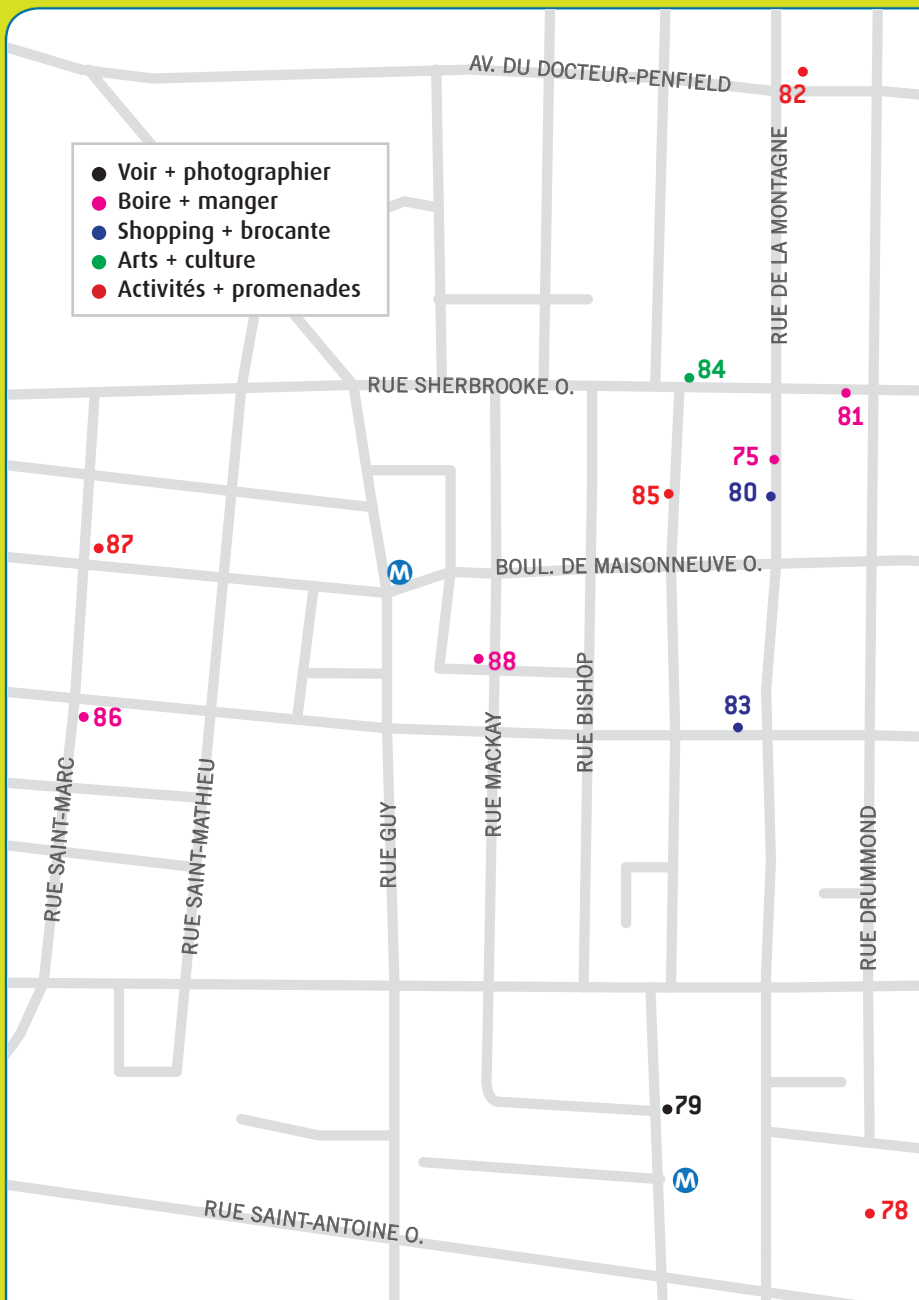 AV. DU DOCTEUR-PENFIELD
82
Voir + photographier
Boire + manger
Shopping + brocante
Arts + culture
Activités + promenades
RUE DE LA MONTAGNE
84
RUE SHERBROOKE O.
81
75
85
80
87
M
BOUL. DE MAISONNEUVE O.
88
RUE BISHOP
86
83
RUE MACKAY
RUE SAINT-MARC
RUE SAINT-MATHIEU
RUE GUY
RUE DRUMMOND
79
M
78
RUE SAINT-ANTOINE O.